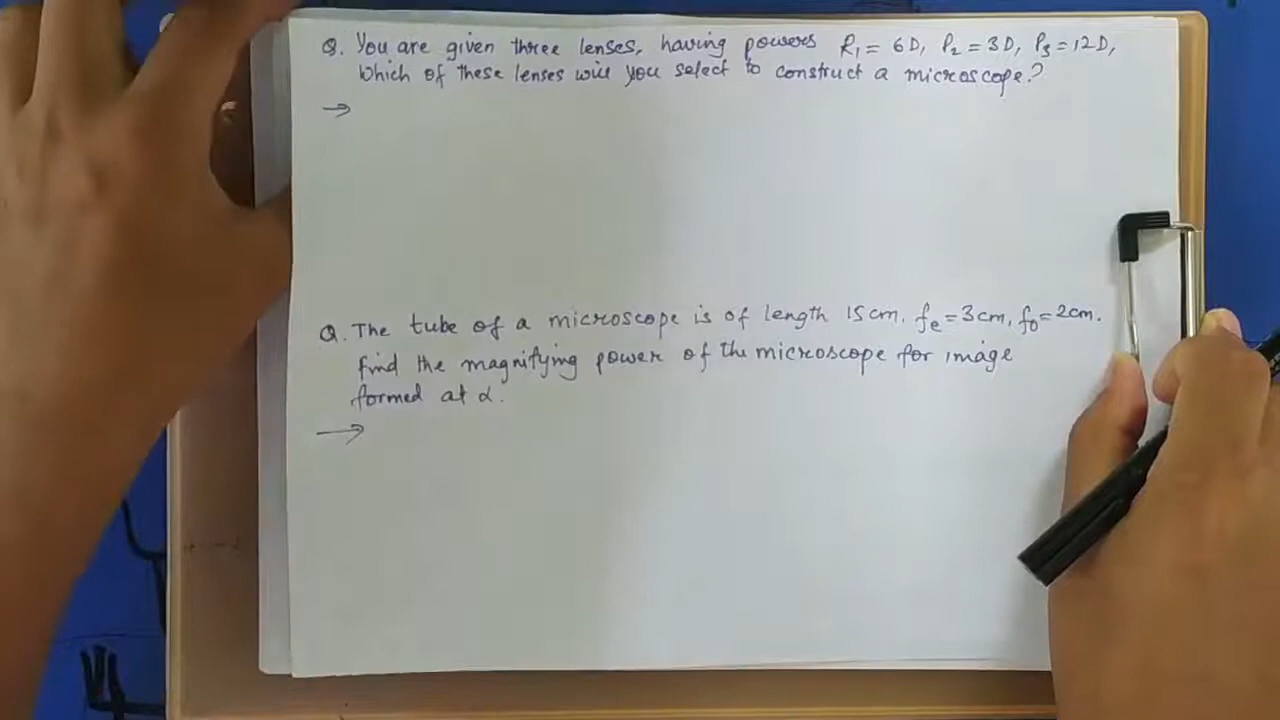 Q. You are given three lenses, having powers P₁ = 6D, P₂ = 3D, P₃ = 12D,
Which of these lenses will you select to construct a microscope?
→
Q. The tube of a microscope is of length 15cm. fe = 3cm, fo = 2cm.
find the magnifying power of the microscope for image
formed at α.
→